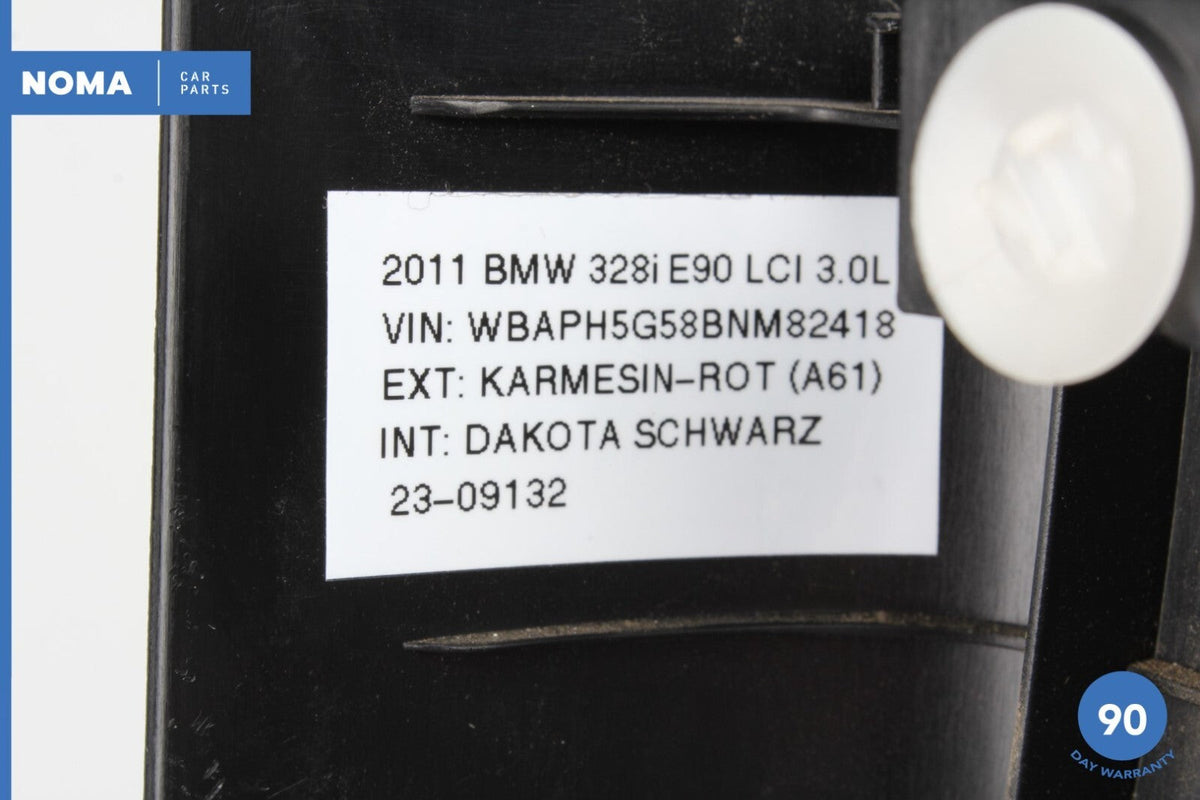 NOMA
CAR
PARTS
2011 BMW 328i E90 LCI 3.0L
VIN: WBAPH5G58BNM82418
EXT: KARMESIN-ROT (A61)
INT: DAKOTA SCHWARZ
23-09132
90
DAY WARRANTY